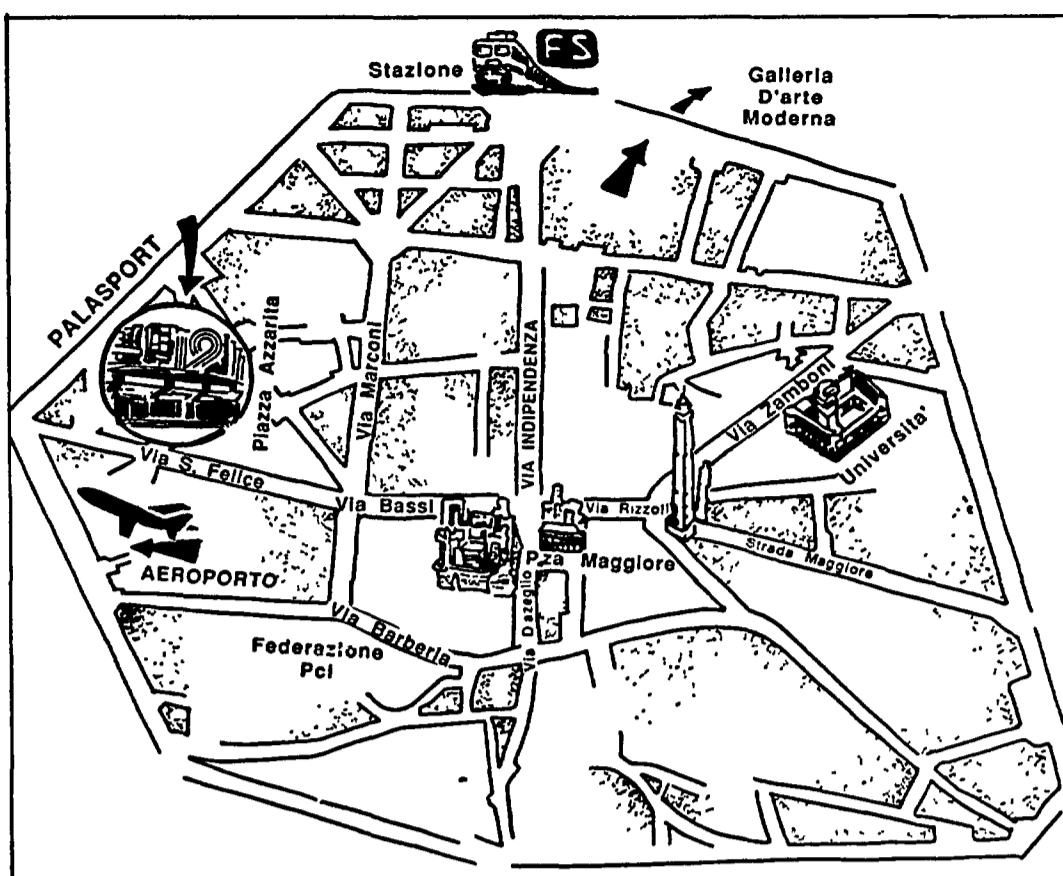 FS
Stazione
Galleria
D'arte
Moderna
PALASPORT
Piazza Azzarita
Via Marconi
VIA INDIPENDENZA
Via Zamboni
Universita'
Via S. Felice
Via Bassi
Via Rizzoli
Strada Maggiore
P.za Maggiore
AEROPORTO
Via Dazeglio
Via Barberia
Federazione
Pci